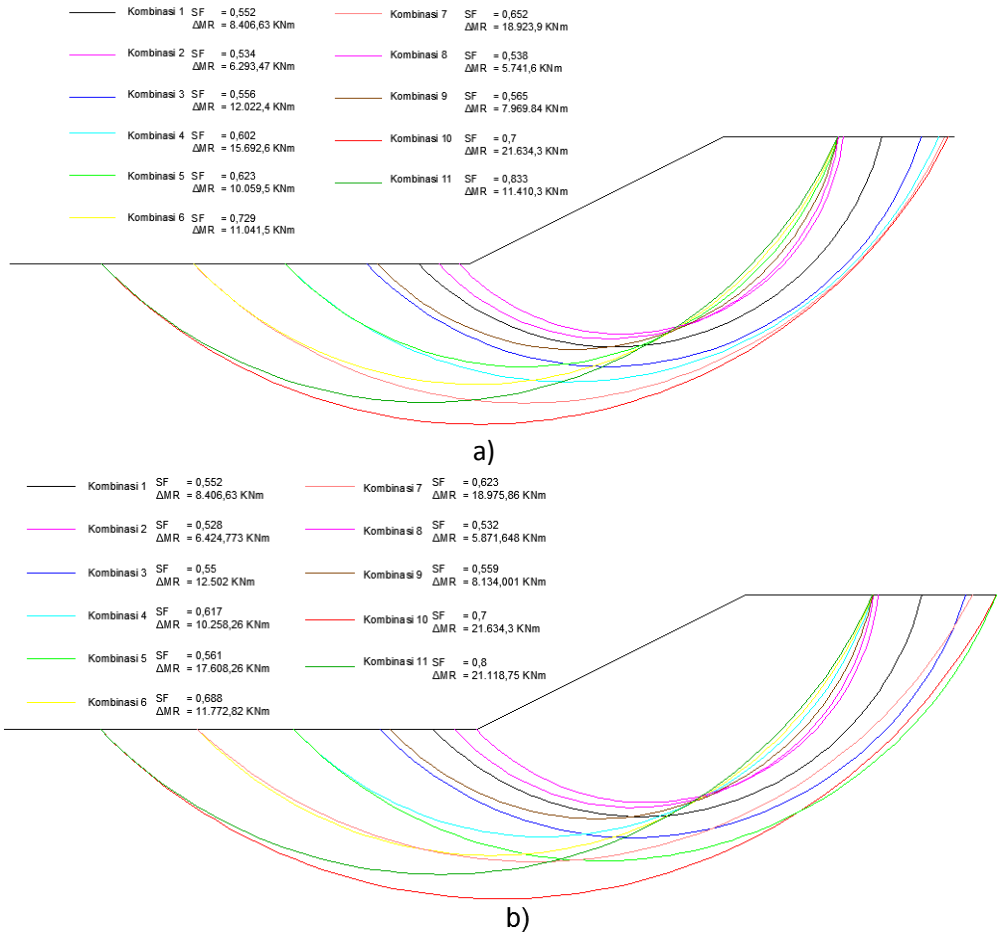 Kombinasi 1 SF = 0,552
ΔMR = 8.406,63 KNm
Kombinasi 2 SF = 0,534
ΔMR = 6.293,47 KNm
Kombinasi 3 SF = 0,556
ΔMR = 12.022,4 KNm
Kombinasi 4 SF = 0,602
ΔMR = 15.692,6 KNm
Kombinasi 5 SF = 0,623
ΔMR = 10.059,5 KNm
Kombinasi 6 SF = 0,729
ΔMR = 11.041,5 KNm
Kombinasi 7 SF = 0,652
ΔMR = 18.923,9 KNm
Kombinasi 8 SF = 0,538
ΔMR = 5.741,6 KNm
Kombinasi 9 SF = 0,565
ΔMR = 7.969.84 KNm
Kombinasi 10 SF = 0,7
ΔMR = 21.634,3 KNm
Kombinasi 11 SF = 0,833
ΔMR = 11.410,3 KNm
a)
Kombinasi 1 SF = 0,552
ΔMR = 8.406,63 KNm
Kombinasi 2 SF = 0,528
ΔMR = 6.424,773 KNm
Kombinasi 3 SF = 0,55
ΔMR = 12.502 KNm
Kombinasi 4 SF = 0,617
ΔMR = 10.258,26 KNm
Kombinasi 5 SF = 0,561
ΔMR = 17.608,26 KNm
Kombinasi 6 SF = 0,688
ΔMR = 11.772,82 KNm
Kombinasi 7 SF = 0,623
ΔMR = 18.975,86 KNm
Kombinasi 8 SF = 0,532
ΔMR = 5.871,648 KNm
Kombinasi 9 SF = 0,559
ΔMR = 8.134,001 KNm
Kombinasi 10 SF = 0,7
ΔMR = 21.634,3 KNm
Kombinasi 11 SF = 0,8
ΔMR = 21.118,75 KNm
b)